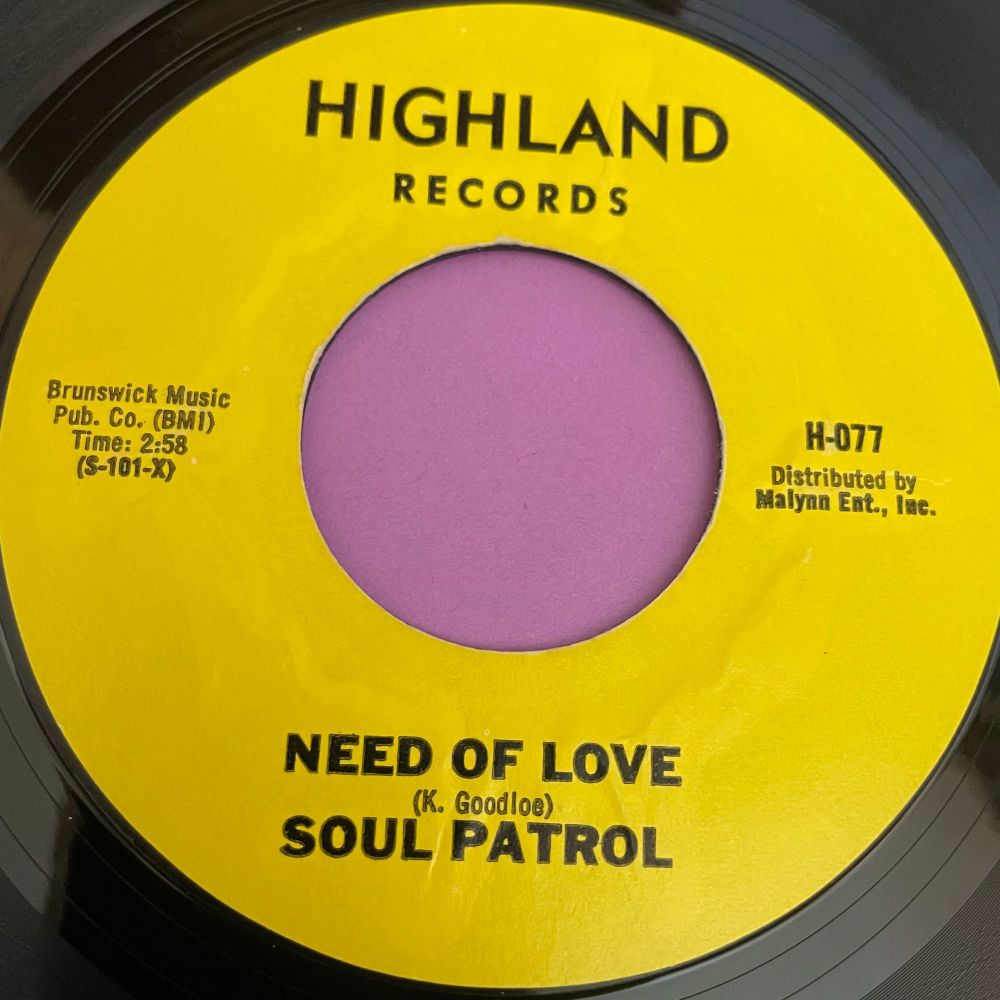 HIGHLAND
RECORDS
Brunswick Music
Pub. Co. (BMI)
Time: 2:58
(S-101-X)
H-077
Distributed by
Malynn Ent., Inc.
NEED OF LOVE
(K. Goodloe)
SOUL PATROL